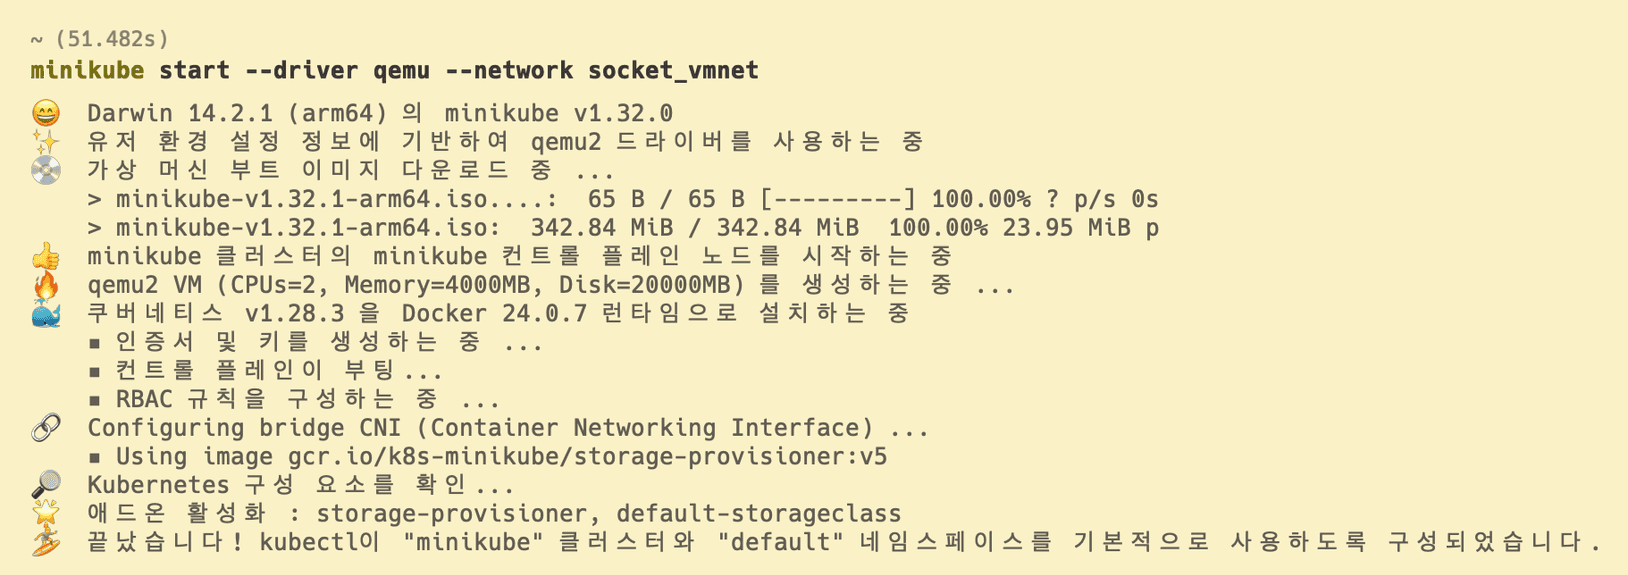 ~ (51.482s)
minikube start --driver qemu --network socket_vmnet
😄 Darwin 14.2.1 (arm64) 의 minikube v1.32.0
✨ 유저 환경 설정 정보에 기반하여 qemu2 드라이버를 사용하는 중
💿 가상 머신 부트 이미지 다운로드 중 ...
> minikube-v1.32.1-arm64.iso....: 65 B / 65 B [---------] 100.00% ? p/s 0s
> minikube-v1.32.1-arm64.iso: 342.84 MiB / 342.84 MiB 100.00% 23.95 MiB p
👍 minikube 클러스터의 minikube 컨트롤 플레인 노드를 시작하는 중
🔥 qemu2 VM (CPUs=2, Memory=4000MB, Disk=20000MB) 를 생성하는 중 ...
🐳 쿠버네티스 v1.28.3 을 Docker 24.0.7 런타임으로 설치하는 중
▪ 인증서 및 키를 생성하는 중 ...
▪ 컨트롤 플레인이 부팅...
▪ RBAC 규칙을 구성하는 중 ...
🔗 Configuring bridge CNI (Container Networking Interface) ...
▪ Using image gcr.io/k8s-minikube/storage-provisioner:v5
🔎 Kubernetes 구성 요소를 확인...
🌟 애드온 활성화 : storage-provisioner, default-storageclass
🏄 끝났습니다! kubectl이 "minikube" 클러스터와 "default" 네임스페이스를 기본적으로 사용하도록 구성되었습니다.